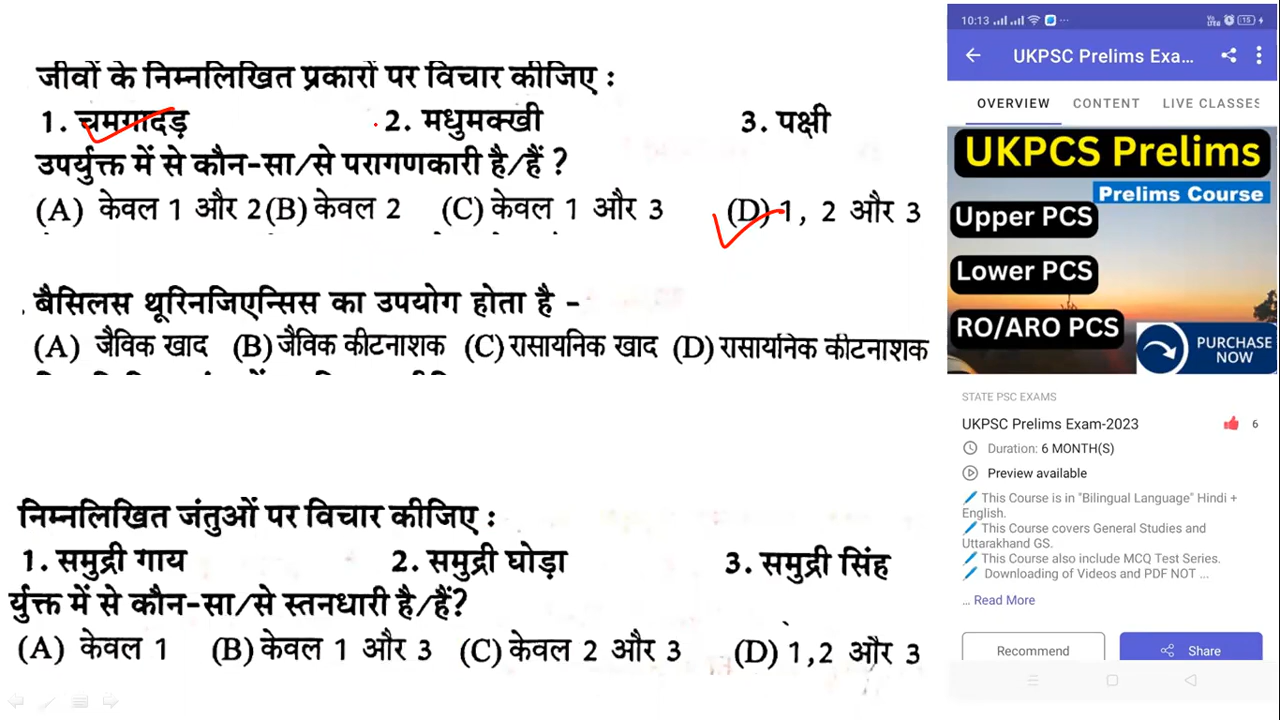 जीवों के निम्नलिखित प्रकारों पर विचार कीजिए :
1. चमगादड़ 2. मधुमक्खी 3. पक्षी
उपर्युक्त में से कौन-सा/से परागणकारी है/हैं ?
(A) केवल 1 और 2 (B) केवल 2 (C) केवल 1 और 3 (D) 1, 2 और 3
बैसिलस थूरिनजिएन्सिस का उपयोग होता है -
(A) जैविक खाद (B) जैविक कीटनाशक (C) रासायनिक खाद (D) रासायनिक कीटनाशक
निम्नलिखित जंतुओं पर विचार कीजिए :
1. समुद्री गाय 2. समुद्री घोड़ा 3. समुद्री सिंह
र्युक्त में से कौन-सा/से स्तनधारी है/हैं?
(A) केवल 1 (B) केवल 1 और 3 (C) केवल 2 और 3 (D) 1,2 और 3
10:13 15
UKPSC Prelims Exa...
OVERVIEW CONTENT LIVE CLASSES
UKPCS Prelims
Prelims Course
Upper PCS
Lower PCS
RO/ARO PCS
PURCHASE
NOW
STATE PSC EXAMS
UKPSC Prelims Exam-2023 6
Duration: 6 MONTH(S)
Preview available
This Course is in "Bilingual Language" Hindi +
English.
This Course covers General Studies and
Uttarakhand GS.
This Course also include MCQ Test Series.
Downloading of Videos and PDF NOT ...
... Read More
Recommend Share